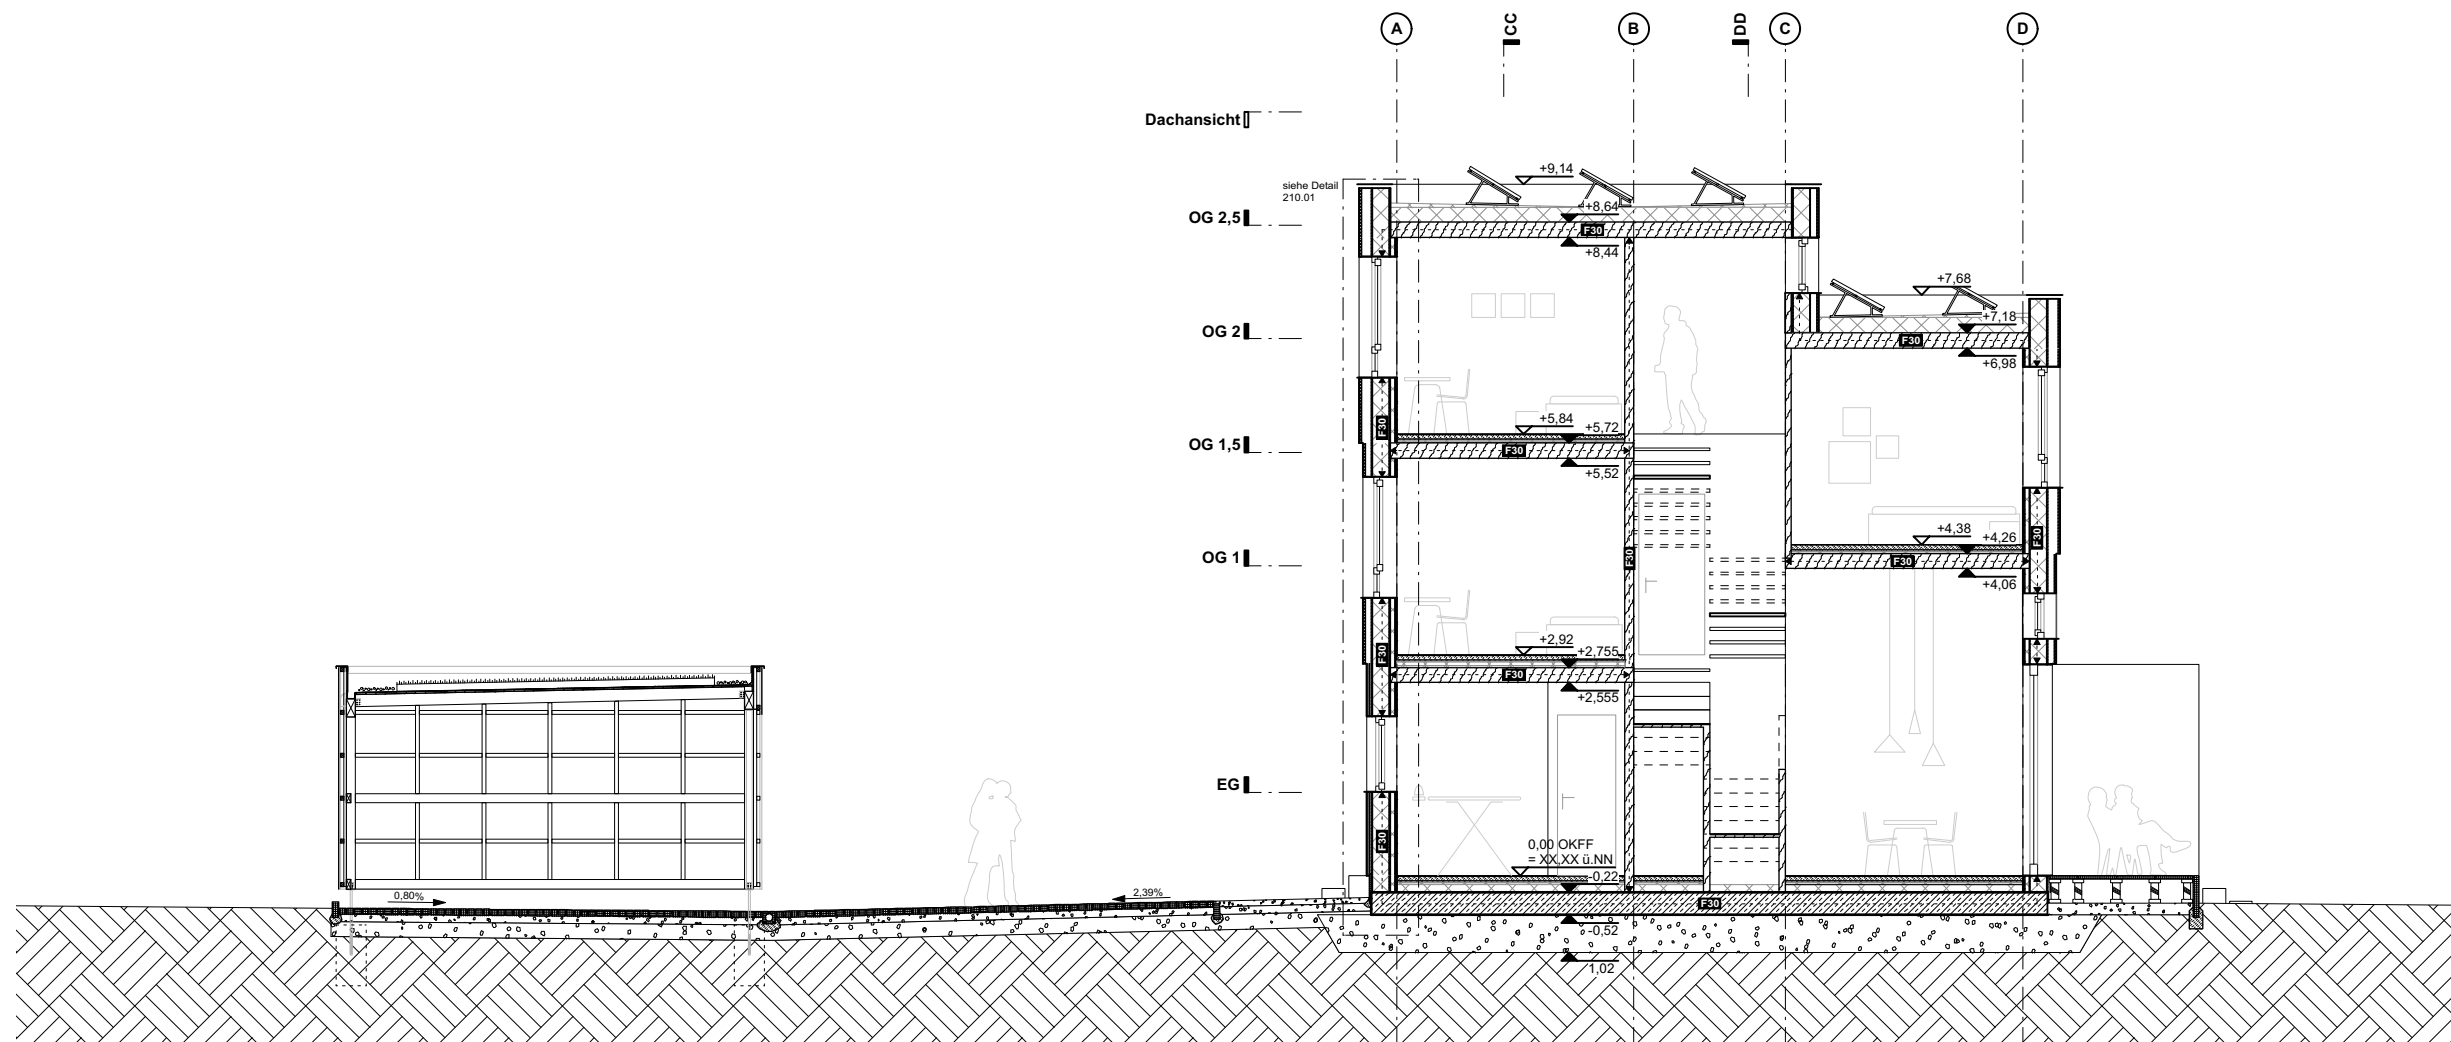 A
CC
B
DD
C
D
Dachansicht
siehe Detail
210.01
+9,14
OG 2,5
+8,64
F30
+8,44
+7,68
+7,18
OG 2
F30
+6,98
+5,84
+5,72
F30
OG 1,5
F30
+5,52
+4,38
+4,26
F30
OG 1
F30
F30
+4,06
+2,92
+2,755
F30
F30
+2,555
EG
F30
0,00 OKFF
= XX,XX ü.NN
-0,22
0,80%
2,39%
F30
-0,52
1,02